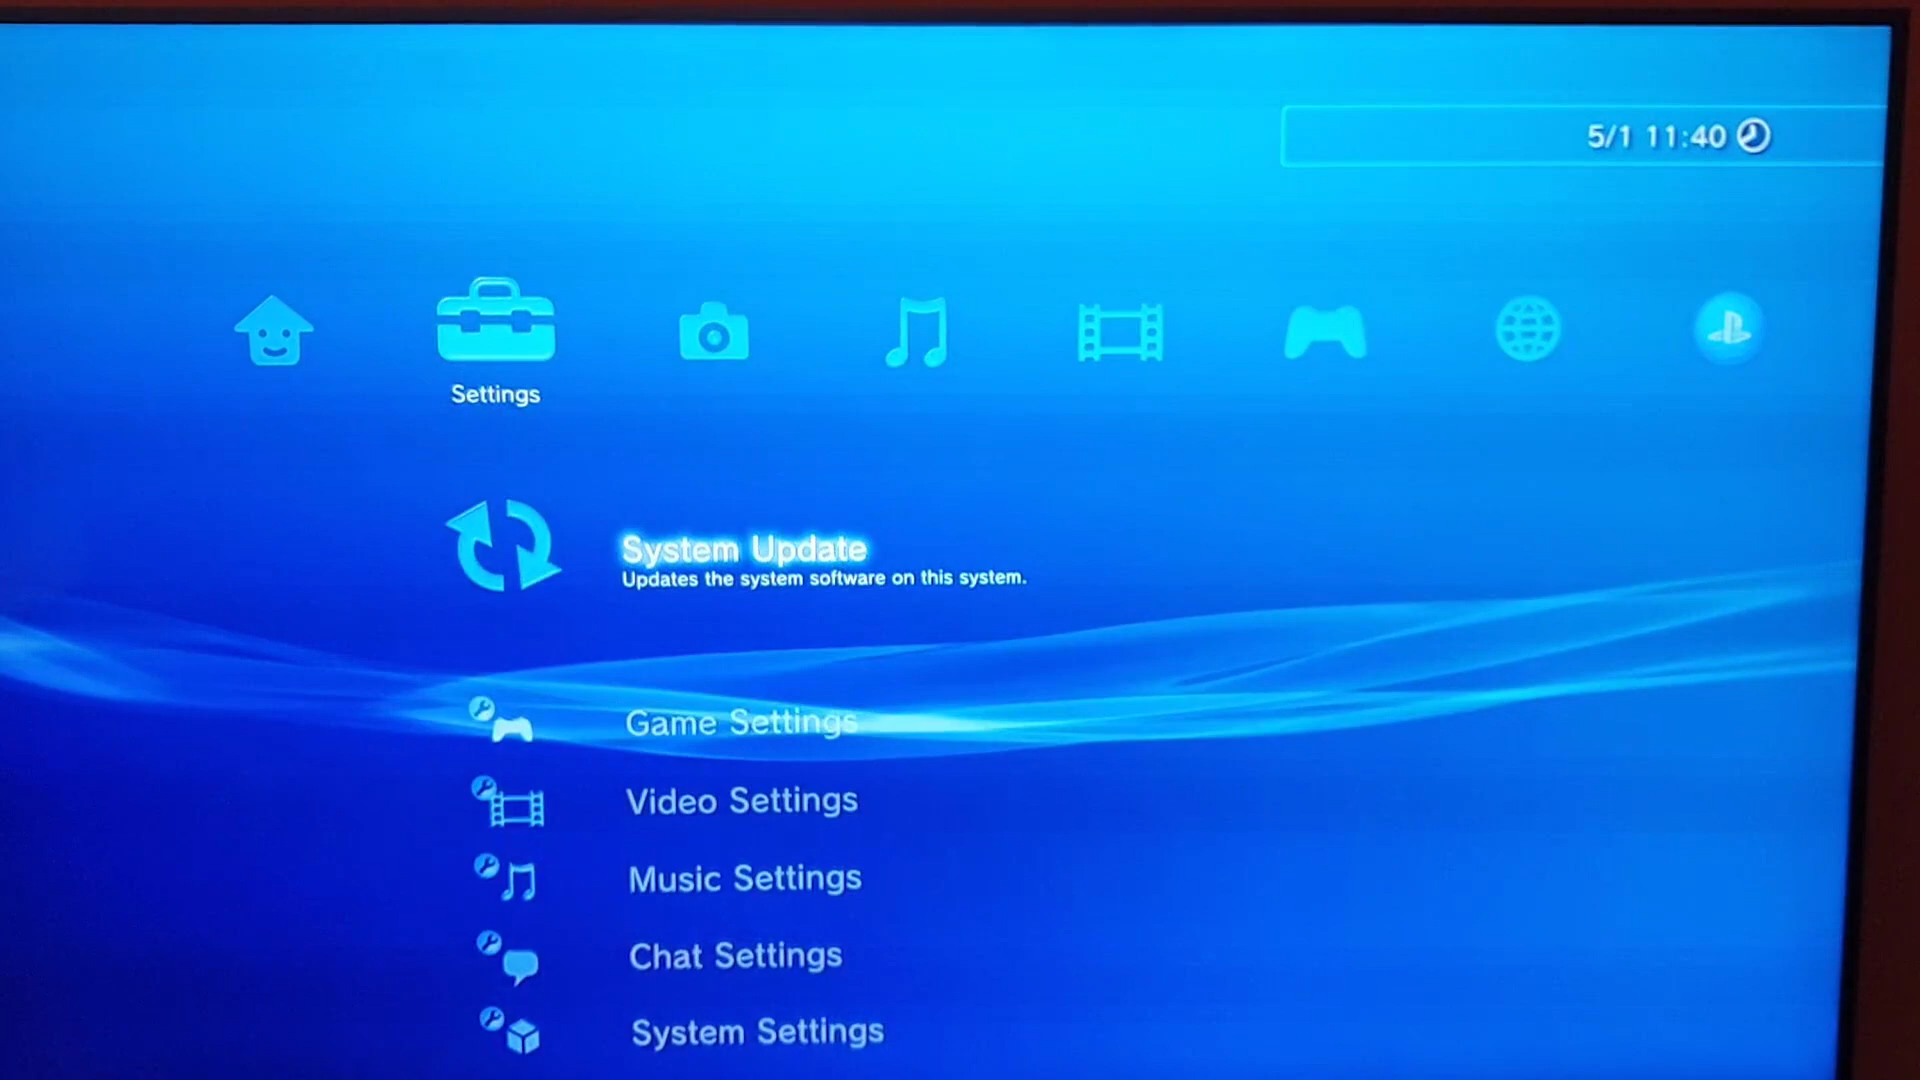 5/1 11:40
Settings
System Update
Updates the system software on this system.
Game Settings
Video Settings
Music Settings
Chat Settings
System Settings